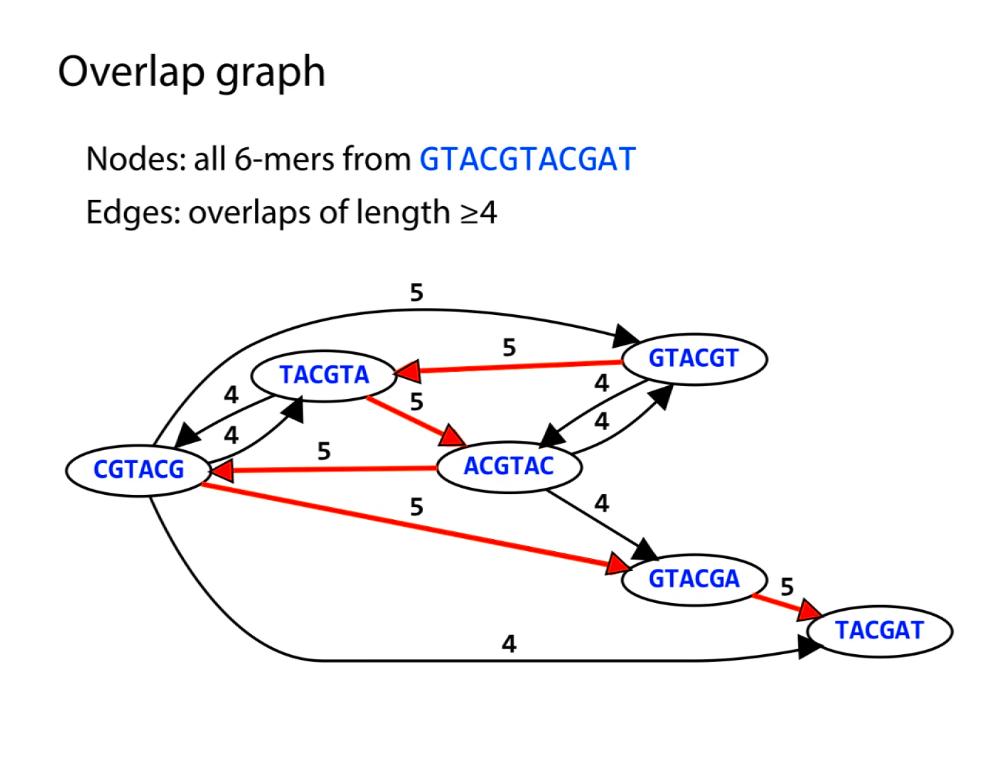 Overlap graph
Nodes: all 6-mers from GTACGTACGAT
Edges: overlaps of length ≥4
5
5
GTACGT
TACGTA
4
4
5
4
4
5
CGTACG
ACGTAC
4
5
GTACGA
5
TACGAT
4